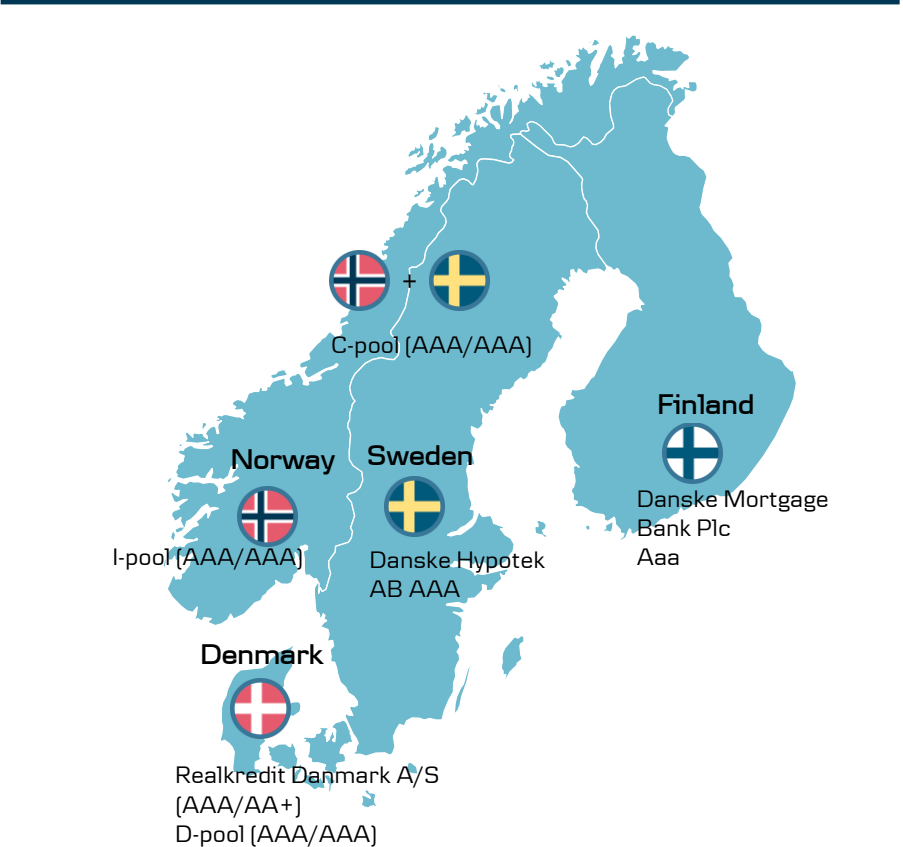 +
C-pool (AAA/AAA)
Finland
Danske Mortgage
Bank Plc
Aaa
Norway
I-pool (AAA/AAA)
Sweden
Danske Hypotek
AB AAA
Denmark
Realkredit Danmark A/S
(AAA/AA+)
D-pool (AAA/AAA)